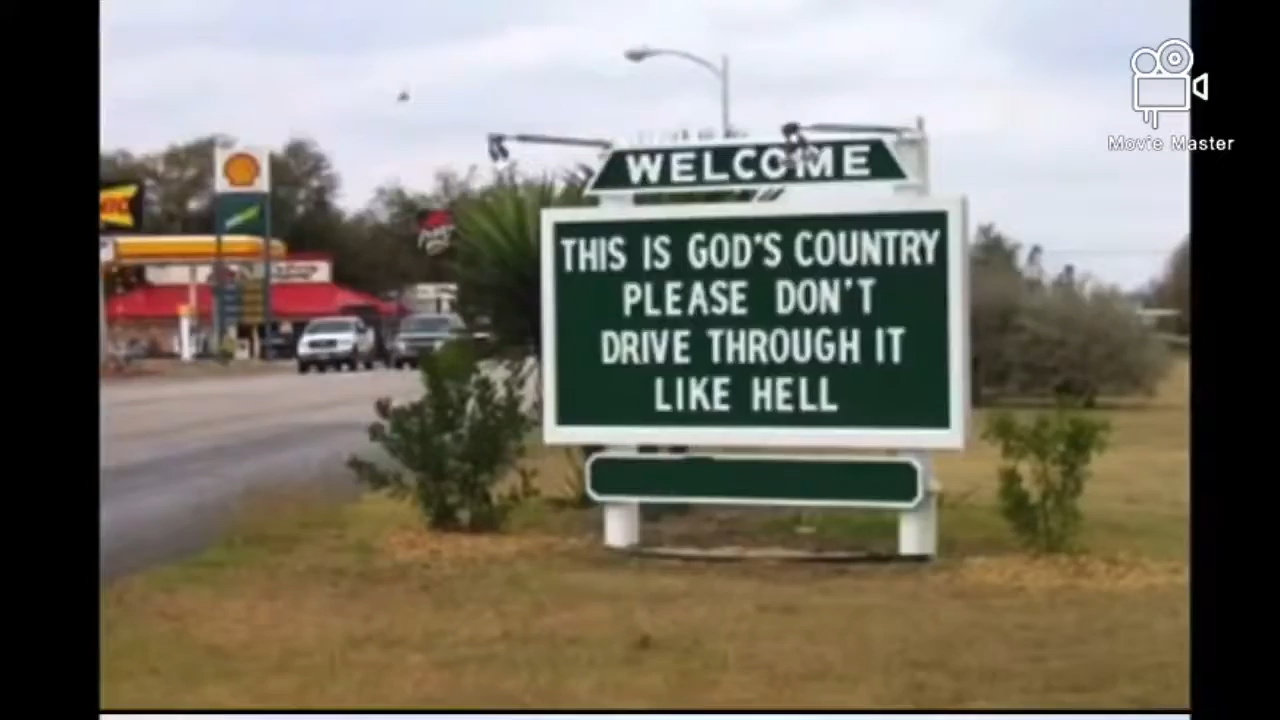 Movie Master
WELCOME
THIS IS GOD'S COUNTRY
PLEASE DON'T
DRIVE THROUGH IT
LIKE HELL